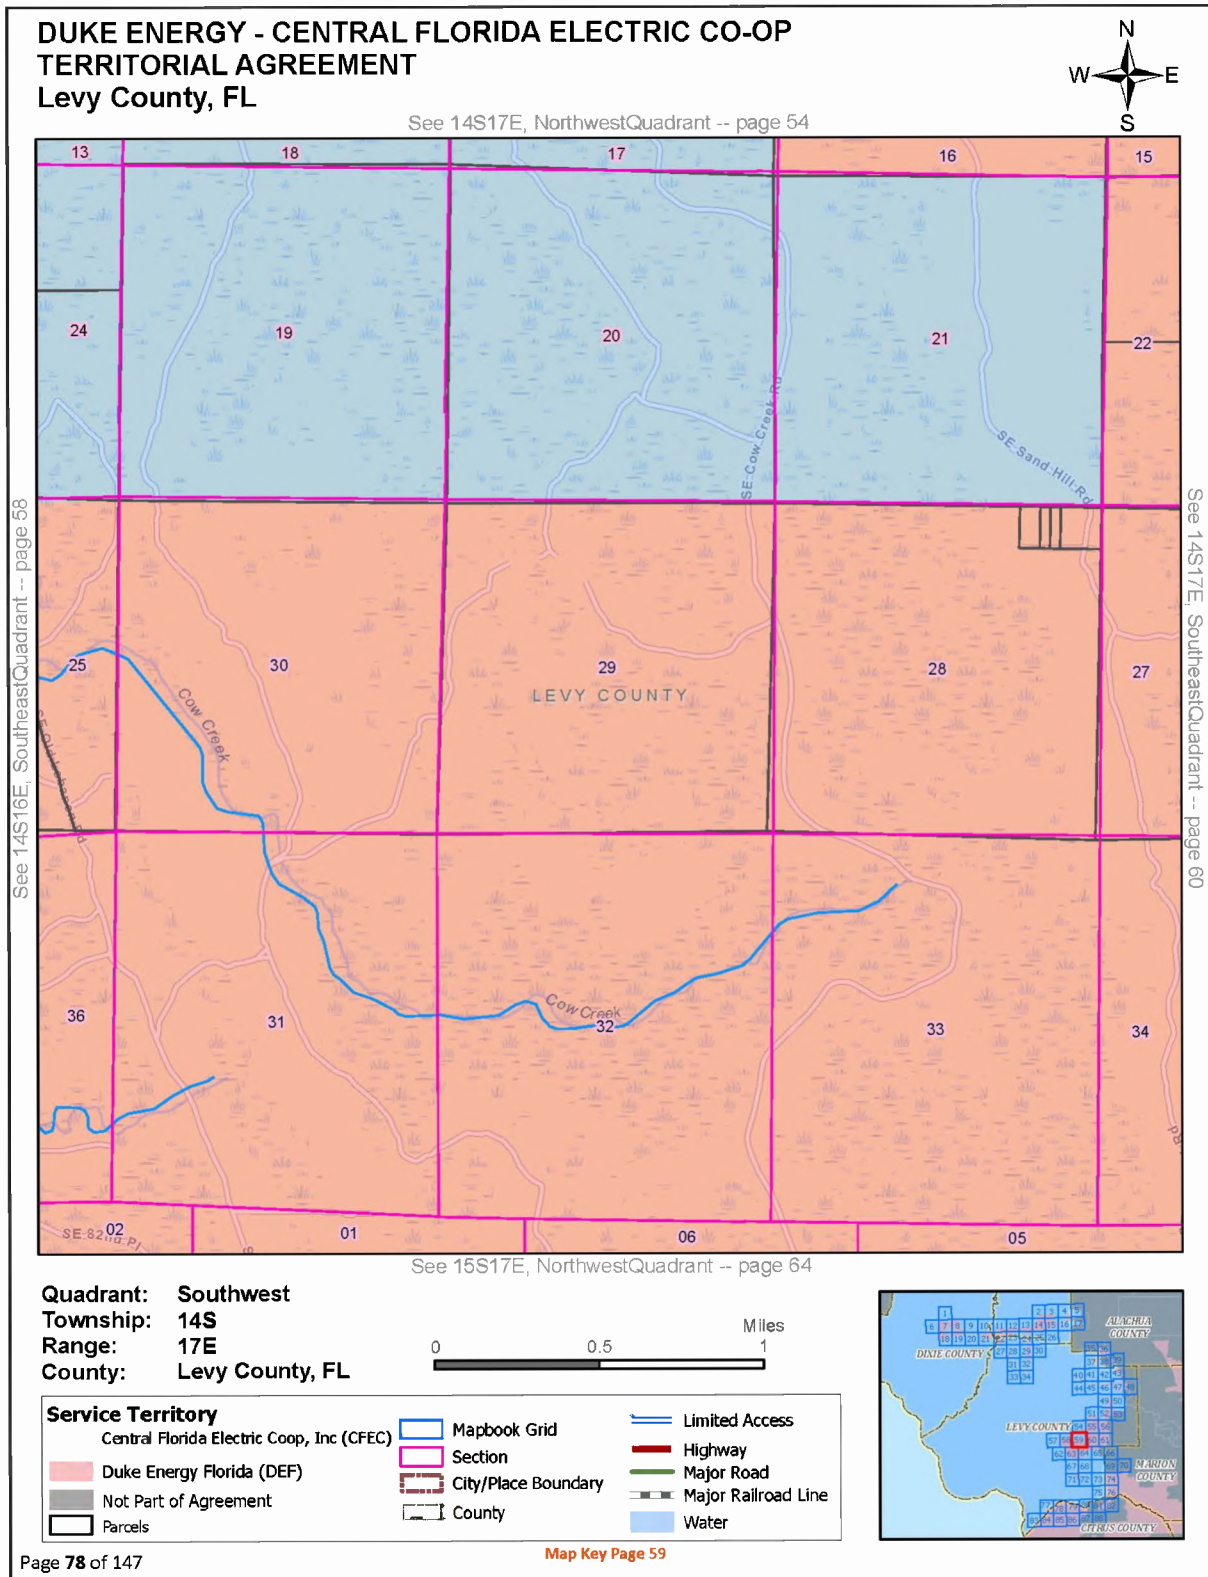 DUKE ENERGY - CENTRAL FLORIDA ELECTRIC CO-OP
TERRITORIAL AGREEMENT
Levy County, FL
N
W E
S
See 14S17E, NorthwestQuadrant -- page 54
13 18 17 16 15
24 19 20 21 22
SE Cow Creek Rd
SE Sand Hill Rd
See 14S16E, SoutheastQuadrant -- page 58
See 14S17E, SoutheastQuadrant -- page 60
25 30 29 28 27
LEVY COUNTY
Cow Creek
Cow Creek
36 31 32 33 34
SE 82nd Pl
02 01 06 05
See 15S17E, NorthwestQuadrant -- page 64
Quadrant: Southwest
Township: 14S
Range: 17E
County: Levy County, FL
Miles
0 0.5 1
Service Territory
Central Florida Electric Coop, Inc (CFEC)
Duke Energy Florida (DEF)
Not Part of Agreement
Parcels
Mapbook Grid
Section
City/Place Boundary
County
Limited Access
Highway
Major Road
Major Railroad Line
Water
ALACHUA
COUNTY
DIXIE COUNTY
LEVY COUNTY
MARION
COUNTY
CITRUS COUNTY
Map Key Page 59
Page 78 of 147